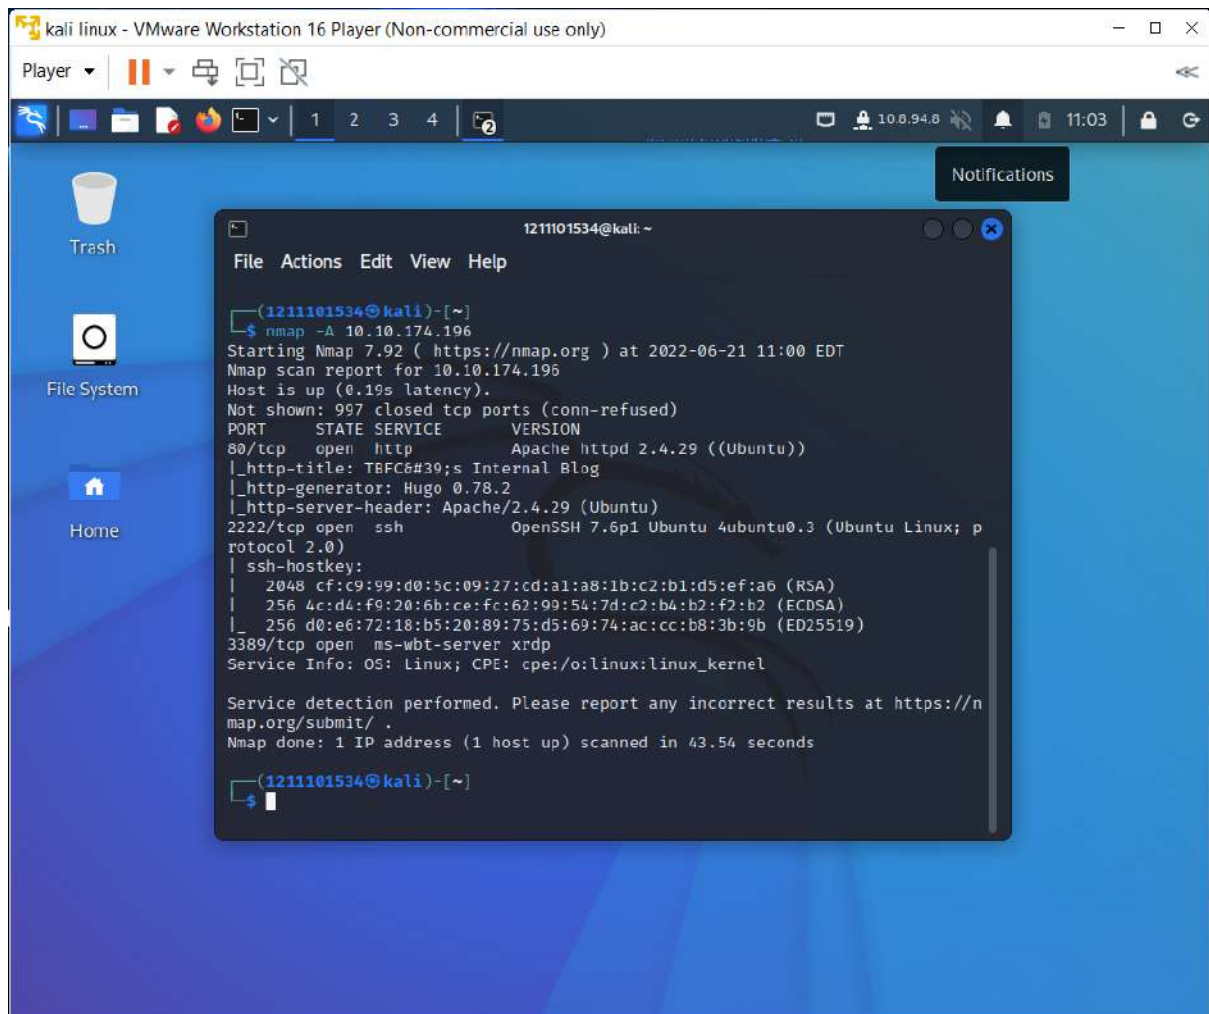 kali linux - VMware Workstation 16 Player (Non-commercial use only)
Player
1 2 3 4 2 10.8.94.8 11:03
Notifications
Trash
File System
Home
1211101534@kali: ~
File Actions Edit View Help
(1211101534㉿kali)-[~]
$ nmap -A 10.10.174.196
Starting Nmap 7.92 ( https://nmap.org ) at 2022-06-21 11:00 EDT
Nmap scan report for 10.10.174.196
Host is up (0.19s latency).
Not shown: 997 closed tcp ports (conn-refused)
PORT STATE SERVICE VERSION
80/tcp open http Apache httpd 2.4.29 ((Ubuntu))
|_http-title: TBFC&#39;s Internal Blog
|_http-generator: Hugo 0.78.2
|_http-server-header: Apache/2.4.29 (Ubuntu)
2222/tcp open ssh OpenSSH 7.6p1 Ubuntu 4ubuntu0.3 (Ubuntu Linux; p
rotocol 2.0)
| ssh-hostkey:
| 2048 cf:c9:99:d0:5c:09:27:cd:a1:a8:1b:c2:b1:d5:ef:a6 (RSA)
| 256 4c:d4:f9:20:6b:ce:fc:62:99:54:7d:c2:b4:b2:f2:b2 (ECDSA)
|_ 256 d0:e6:72:18:b5:20:89:75:d5:69:74:ac:cc:b8:3b:9b (ED25519)
3389/tcp open ms-wbt-server xrdp
Service Info: OS: Linux; CPE: cpe:/o:linux:linux_kernel
Service detection performed. Please report any incorrect results at https://n
map.org/submit/ .
Nmap done: 1 IP address (1 host up) scanned in 43.54 seconds
(1211101534㉿kali)-[~]
$